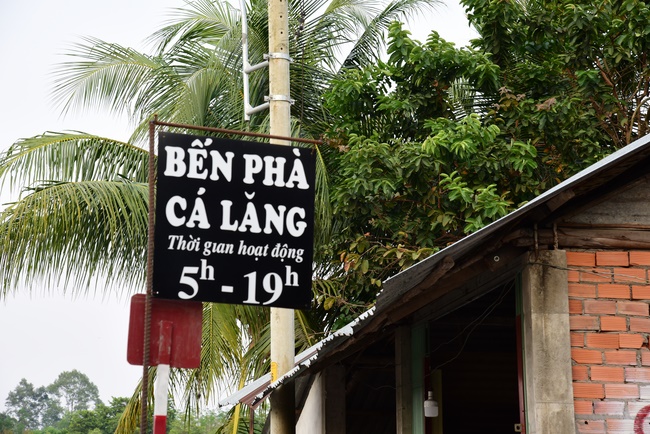 BẾN PHÀ
CÁ LĂNG
Thời gian hoạt động
5h - 19h